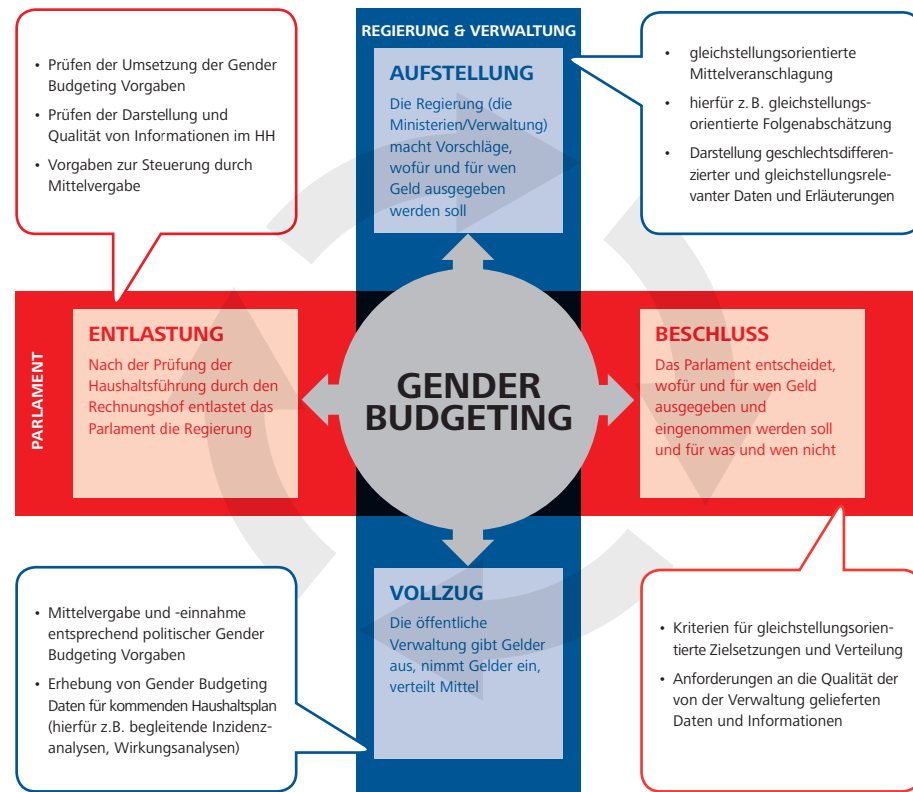 REGIERUNG & VERWALTUNG
• Prüfen der Umsetzung der Gender
Budgeting Vorgaben
• Prüfen der Darstellung und
Qualität von Informationen im HH
• Vorgaben zur Steuerung durch
Mittelvergabe
AUFSTELLUNG
Die Regierung (die
Ministerien/Verwaltung)
macht Vorschläge,
wofür und für wen
Geld ausgegeben
werden soll
• gleichstellungsorientierte
Mittelveranschlagung
• hierfür z. B. gleichstellungs-
orientierte Folgenabschätzung
• Darstellung geschlechtsdifferen-
zierter und gleichstellungsrele-
vanter Daten und Erläuterungen
PARLAMENT
ENTLASTUNG
Nach der Prüfung der
Haushaltsführung durch den
Rechnungshof entlastet das
Parlament die Regierung
GENDER
BUDGETING
BESCHLUSS
Das Parlament entscheidet,
wofür und für wen Geld
ausgegeben und
eingenommen werden soll
und für was und wen nicht
• Mittelvergabe und -einnahme
entsprechend politischer Gender
Budgeting Vorgaben
• Erhebung von Gender Budgeting
Daten für kommenden Haushaltsplan
(hierfür z.B. begleitende Inzidenz-
analysen, Wirkungsanalysen)
VOLLZUG
Die öffentliche
Verwaltung gibt Gelder
aus, nimmt Gelder ein,
verteilt Mittel
• Kriterien für gleichstellungsorien-
tierte Zielsetzungen und Verteilung
• Anforderungen an die Qualität der
von der Verwaltung gelieferten
Daten und Informationen